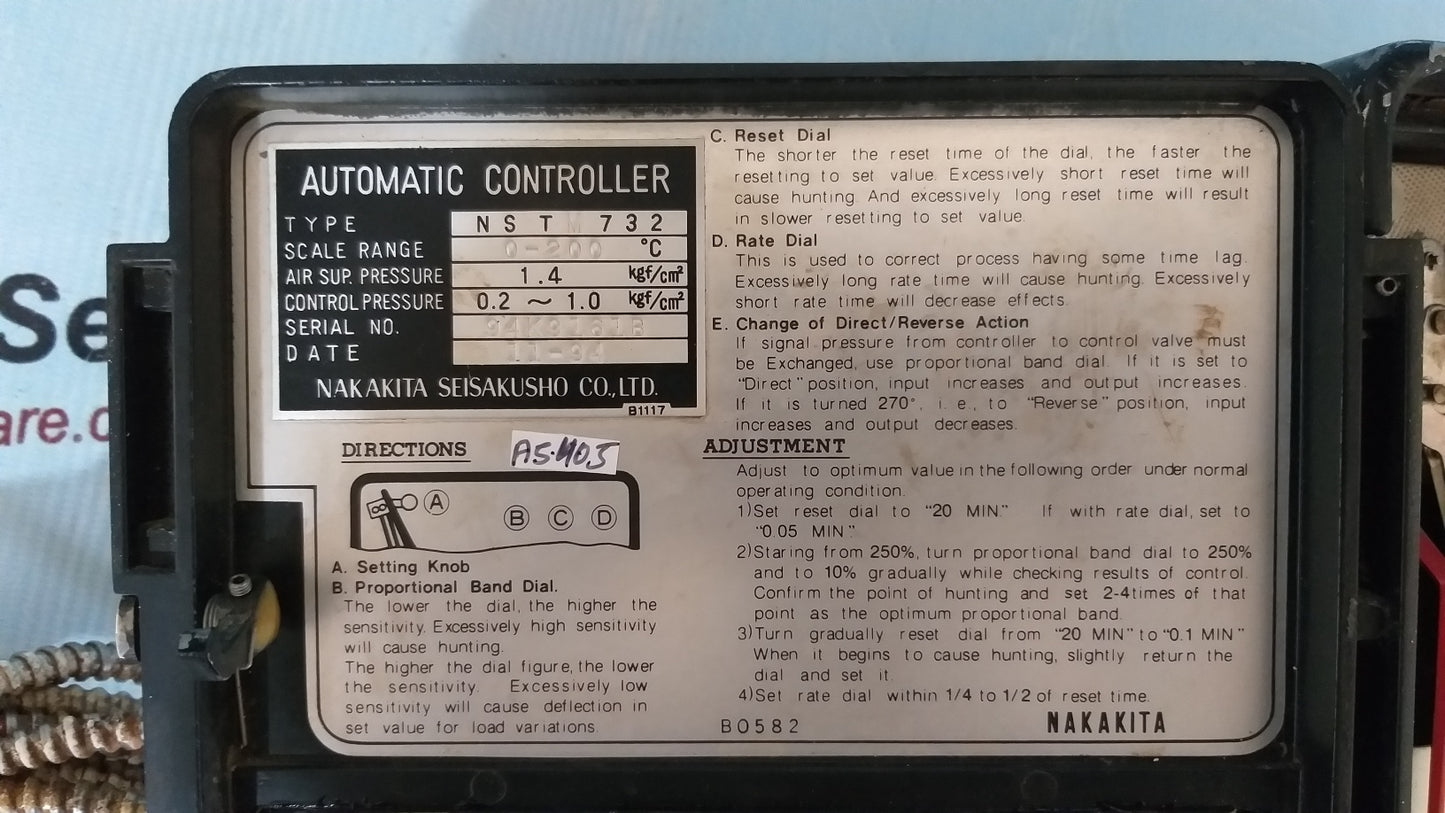 AUTOMATIC CONTROLLER
TYPE NSTM 732
SCALE RANGE 0-200 °C
AIR SUP. PRESSURE 1.4 kgf/cm²
CONTROL PRESSURE 0.2 ~ 1.0 kgf/cm²
SERIAL NO.
DATE 11-94
NAKAKITA SEISAKUSHO CO., LTD.
B1117
DIRECTIONS
A B C D
A. Setting Knob
B. Proportional Band Dial.
The lower the dial, the higher the
sensitivity. Excessively high sensitivity
will cause hunting.
The higher the dial figure, the lower
the sensitivity. Excessively low
sensitivity will cause deflection in
set value for load variations.
C. Reset Dial
The shorter the reset time of the dial, the faster the
resetting to set value. Excessively short reset time will
cause hunting. And excessively long reset time will result
in slower resetting to set value.
D. Rate Dial
This is used to correct process having some time lag.
Excessively long rate time will cause hunting. Excessively
short rate time will decrease effects.
E. Change of Direct/Reverse Action
If signal pressure from controller to control valve must
be Exchanged, use proportional band dial. If it is set to
"Direct" position, input increases and output increases.
If it is turned 270°, i. e., to "Reverse" position, input
increases and output decreases.
ADJUSTMENT
Adjust to optimum value in the following order under normal
operating condition.
1) Set reset dial to "20 MIN." If with rate dial, set to
"0.05 MIN."
2) Staring from 250%, turn proportional band dial to 250%
and to 10% gradually while checking results of control.
Confirm the point of hunting and set 2-4times of that
point as the optimum proportional band.
3) Turn gradually reset dial from "20 MIN" to "0.1 MIN"
When it begins to cause hunting, slightly return the
dial and set it.
4) Set rate dial within 1/4 to 1/2 of reset time.
B0582 NAKAKITA
Se
are.c